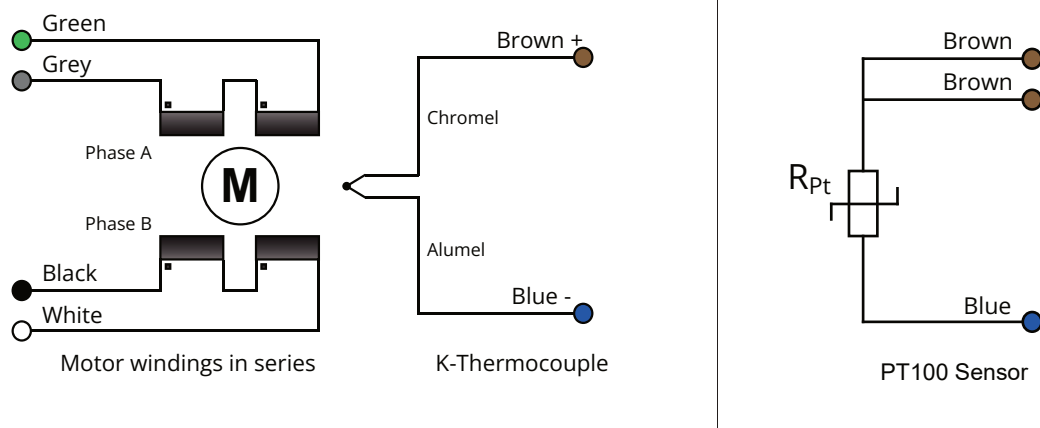 Green
Grey
Phase A
M
Phase B
Black
White
Motor windings in series
Brown +
Chromel
Alumel
Blue -
K-Thermocouple
Brown
Brown
RPt
Blue
PT100 Sensor